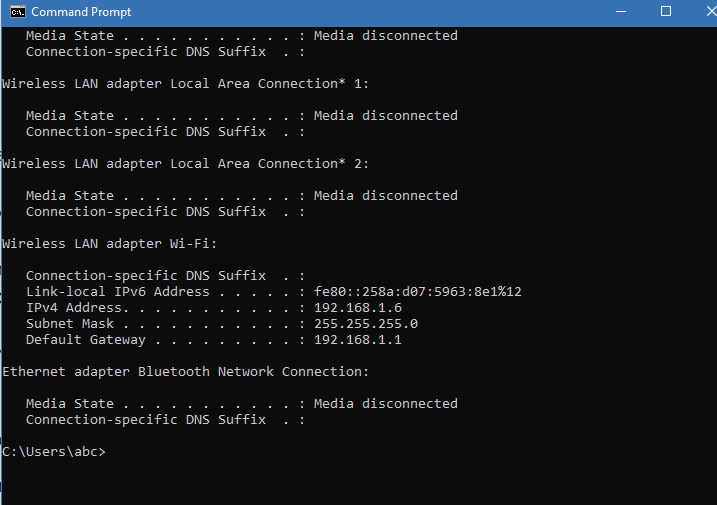 Command Prompt
Media State . . . . . . . . . . . : Media disconnected
Connection-specific DNS Suffix  . :
Wireless LAN adapter Local Area Connection* 1:
Media State . . . . . . . . . . . : Media disconnected
Connection-specific DNS Suffix  . :
Wireless LAN adapter Local Area Connection* 2:
Media State . . . . . . . . . . . : Media disconnected
Connection-specific DNS Suffix  . :
Wireless LAN adapter Wi-Fi:
Connection-specific DNS Suffix  . :
Link-local IPv6 Address . . . . . : fe80::258a:d07:5963:8e1%12
IPv4 Address. . . . . . . . . . . : 192.168.1.6
Subnet Mask . . . . . . . . . . . : 255.255.255.0
Default Gateway . . . . . . . . . : 192.168.1.1
Ethernet adapter Bluetooth Network Connection:
Media State . . . . . . . . . . . : Media disconnected
Connection-specific DNS Suffix  . :
C:\Users\abc>